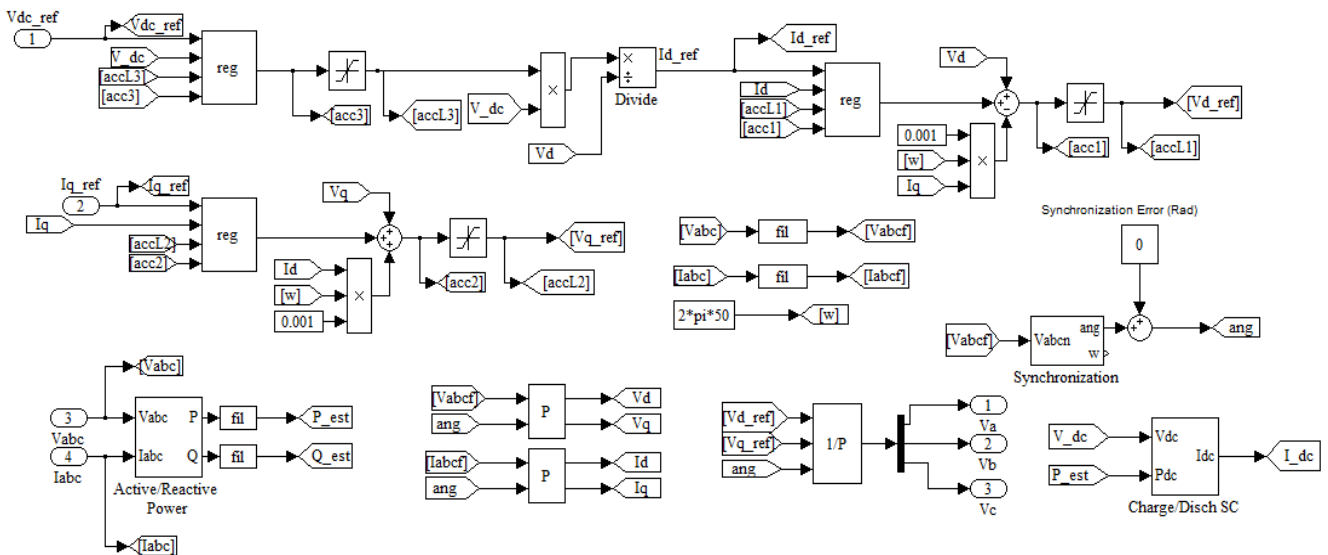 Vdc_ref
1
Vdc_ref
V_dc
[accL3]
[acc3]
reg
[acc3]
[accL3]
V_dc
×
Vd
×
÷
Divide
Id_ref
Id_ref
Id
[accL1]
[acc1]
reg
Vd
0.001
[w]
Iq
×
+
+
−
[acc1]
[Vd_ref]
[accL1]
Iq_ref
2
Iq_ref
Iq
[accL2]
[acc2]
reg
Vq
Id
[w]
0.001
×
+
+
+
[acc2]
[Vq_ref]
[accL2]
[Vabc]
fil
[Vabcf]
[Iabc]
fil
[Iabcf]
2*pi*50
[w]
Synchronization Error (Rad)
0
[Vabcf]
Vabcn
ang
w
Synchronization
+
+
ang
[Vabc]
3
Vabc
4
Iabc
[Iabc]
Vabc
Iabc
P
Q
Active/Reactive
Power
fil
P_est
fil
Q_est
[Vabcf]
ang
P
Vd
Vq
[Iabcf]
ang
P
Id
Iq
[Vd_ref]
[Vq_ref]
ang
1/P
1
Va
2
Vb
3
Vc
V_dc
P_est
Vdc
Pdc
Idc
Charge/Disch SC
I_dc